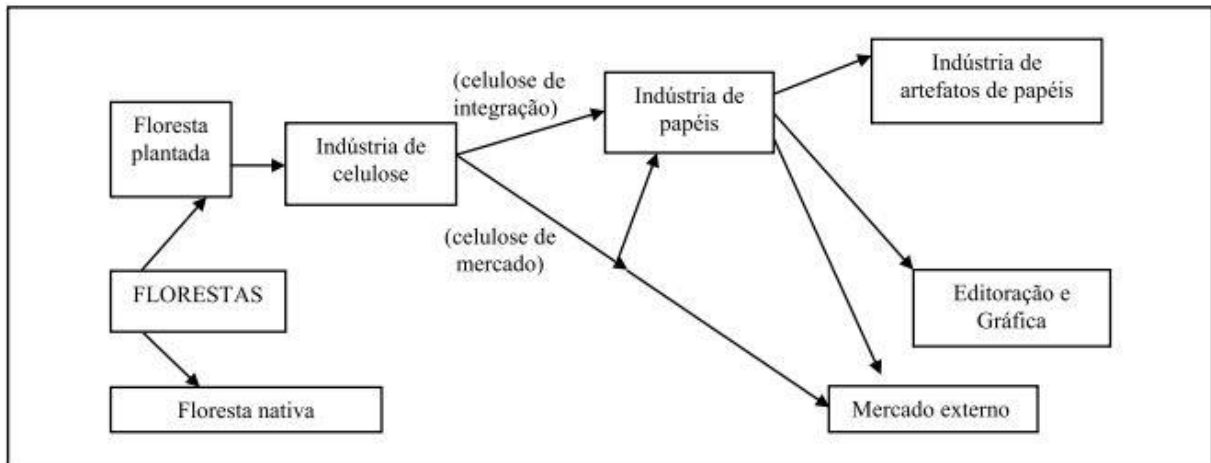 Floresta
plantada
Indústria de
celulose
(celulose de
integração)
Indústria de
papéis
Indústria de
artefatos de papéis
(celulose de
mercado)
FLORESTAS
Editoração e
Gráfica
Floresta nativa
Mercado externo